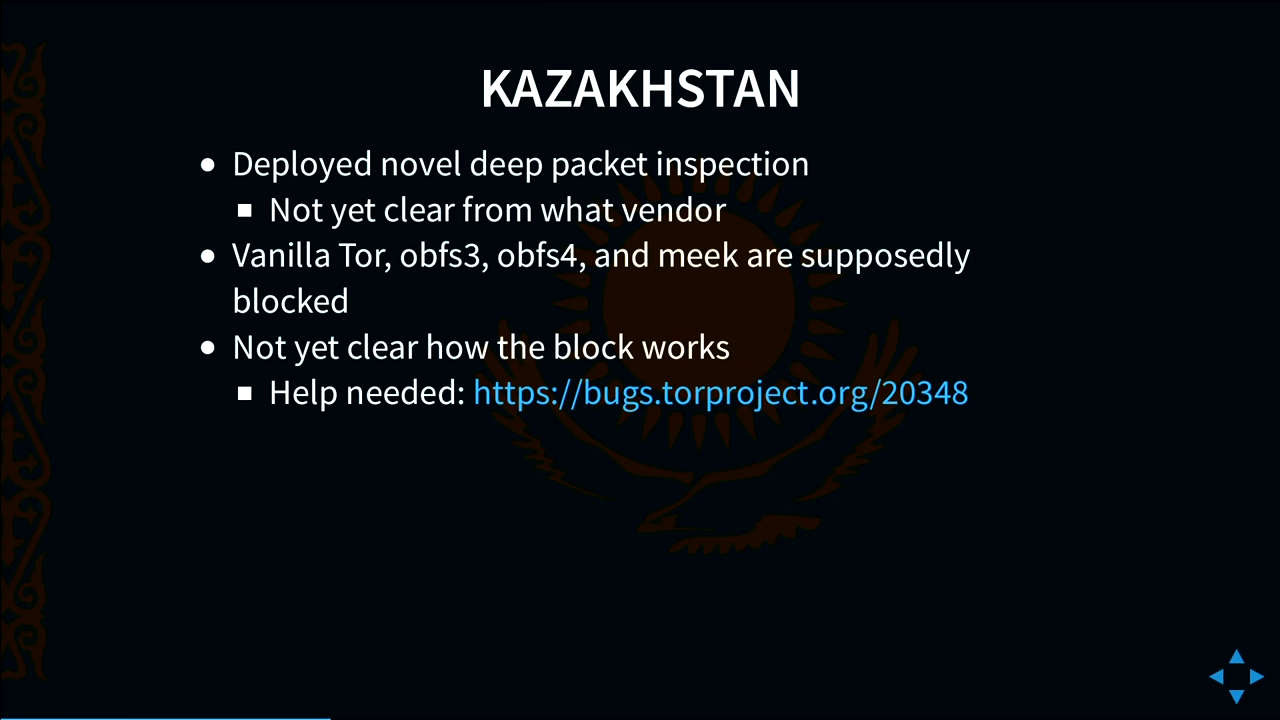 KAZAKHSTAN
Deployed novel deep packet inspection
Not yet clear from what vendor
Vanilla Tor, obfs3, obfs4, and meek are supposedly
blocked
Not yet clear how the block works
Help needed: https://bugs.torproject.org/20348